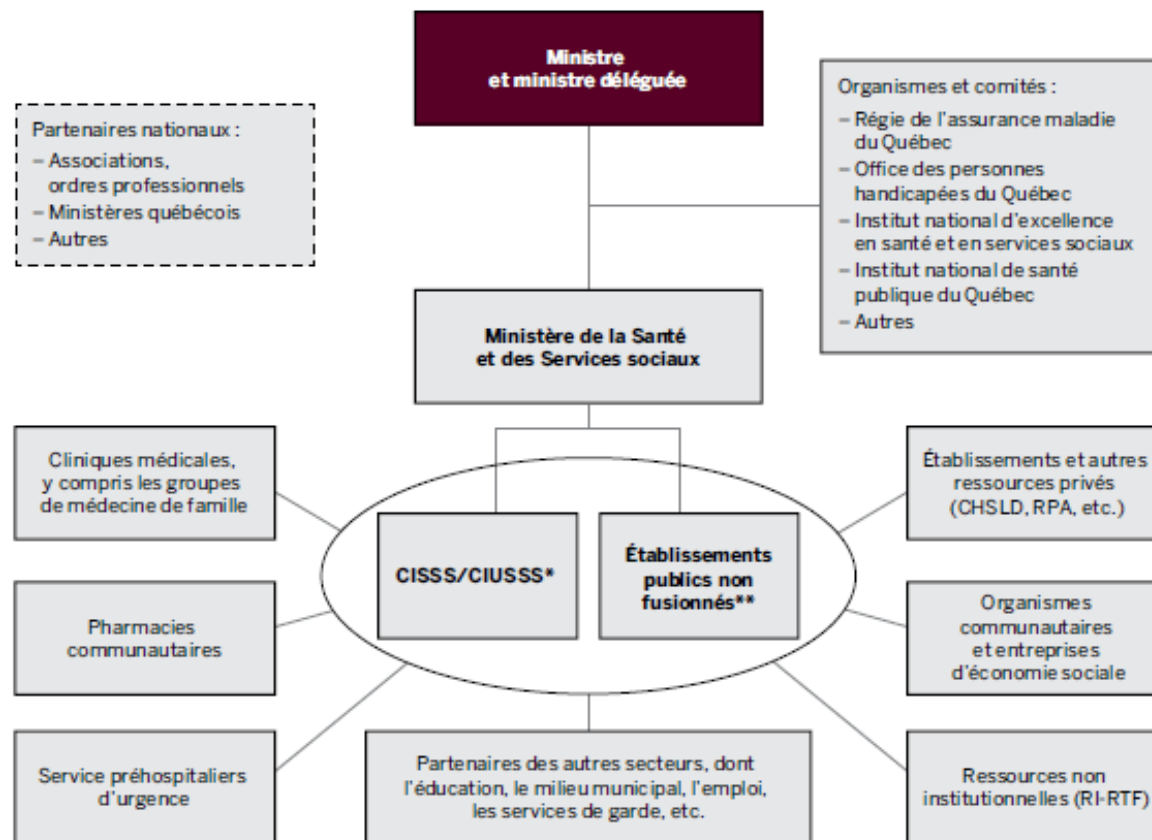 Ministre
et ministre déléguée
Partenaires nationaux :
– Associations,
ordres professionnels
– Ministères québécois
– Autres
Organismes et comités :
– Régie de l'assurance maladie
du Québec
– Office des personnes
handicapées du Québec
– Institut national d'excellence
en santé et en services sociaux
– Institut national de santé
publique du Québec
– Autres
Ministère de la Santé
et des Services sociaux
Cliniques médicales,
y compris les groupes
de médecine de famille
CISSS/CIUSSS*
Établissements
publics non
fusionnés**
Établissements et autres
ressources privés
(CHSLD, RPA, etc.)
Pharmacies
communautaires
Organismes
communautaires
et entreprises
d'économie sociale
Service préhospitaliers
d'urgence
Partenaires des autres secteurs, dont
l'éducation, le milieu municipal, l'emploi,
les services de garde, etc.
Ressources non
institutionnelles (RI-RTF)